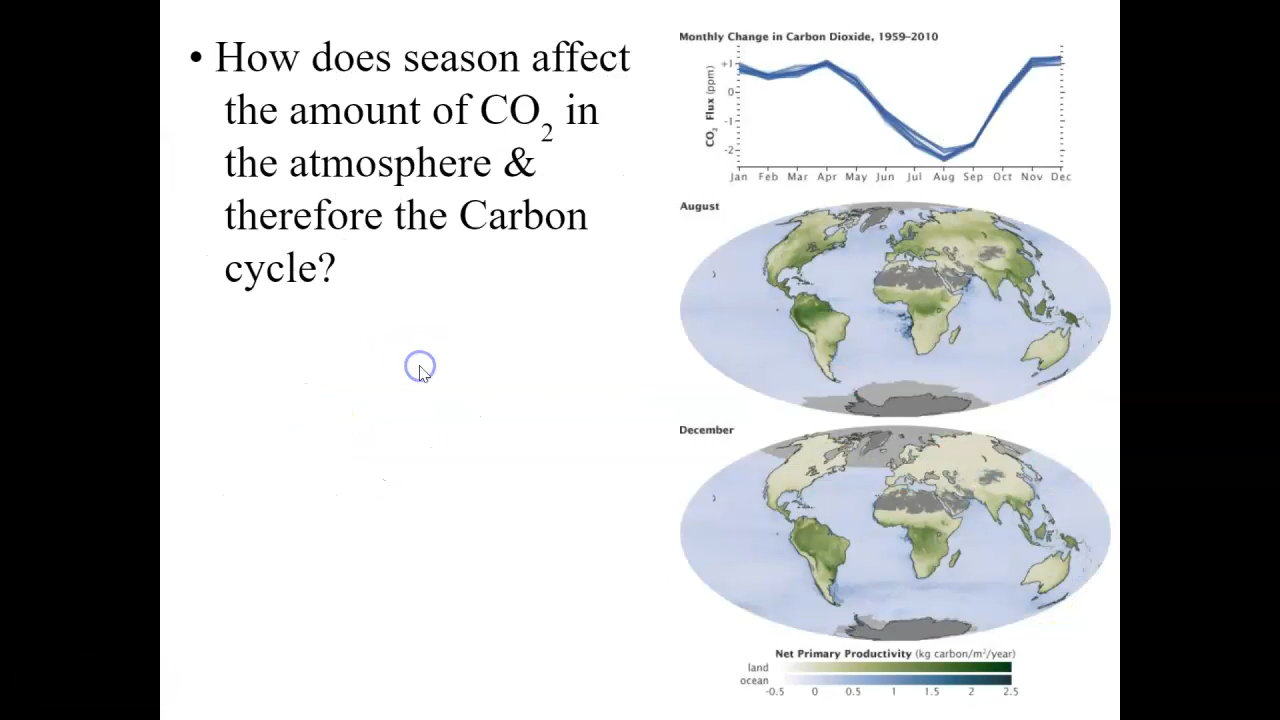 • How does season affect
the amount of CO2 in
the atmosphere &
therefore the Carbon
cycle?
Monthly Change in Carbon Dioxide, 1959–2010
CO2 Flux (ppm)
+1
0
-1
-2
Jan Feb Mar Apr May Jun Jul Aug Sep Oct Nov Dec
August
December
Net Primary Productivity (kg carbon/m²/year)
land
ocean
-0.5 0 0.5 1 1.5 2 2.5